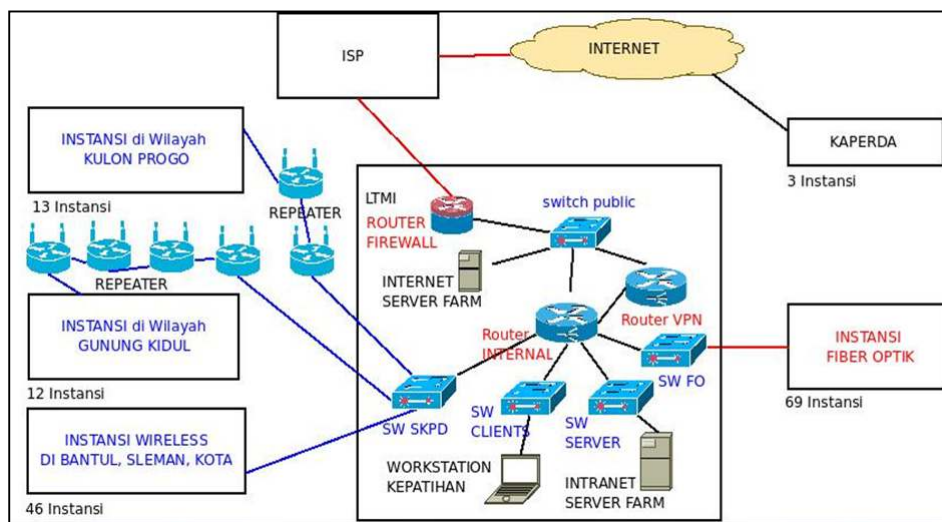 ISP
INTERNET
INSTANSI di Wilayah
KULON PROGO
13 Instansi
KAPERDA
3 Instansi
REPEATER
REPEATER
LTMI
ROUTER
FIREWALL
switch public
INTERNET
SERVER FARM
Router VPN
Router
INTERNAL
INSTANSI di Wilayah
GUNUNG KIDUL
12 Instansi
INSTANSI
FIBER OPTIK
69 Instansi
SW FO
SW SKPD
SW
CLIENTS
SW
SERVER
INSTANSI WIRELESS
DI BANTUL, SLEMAN, KOTA
46 Instansi
WORKSTATION
KEPATIHAN
INTRANET
SERVER FARM